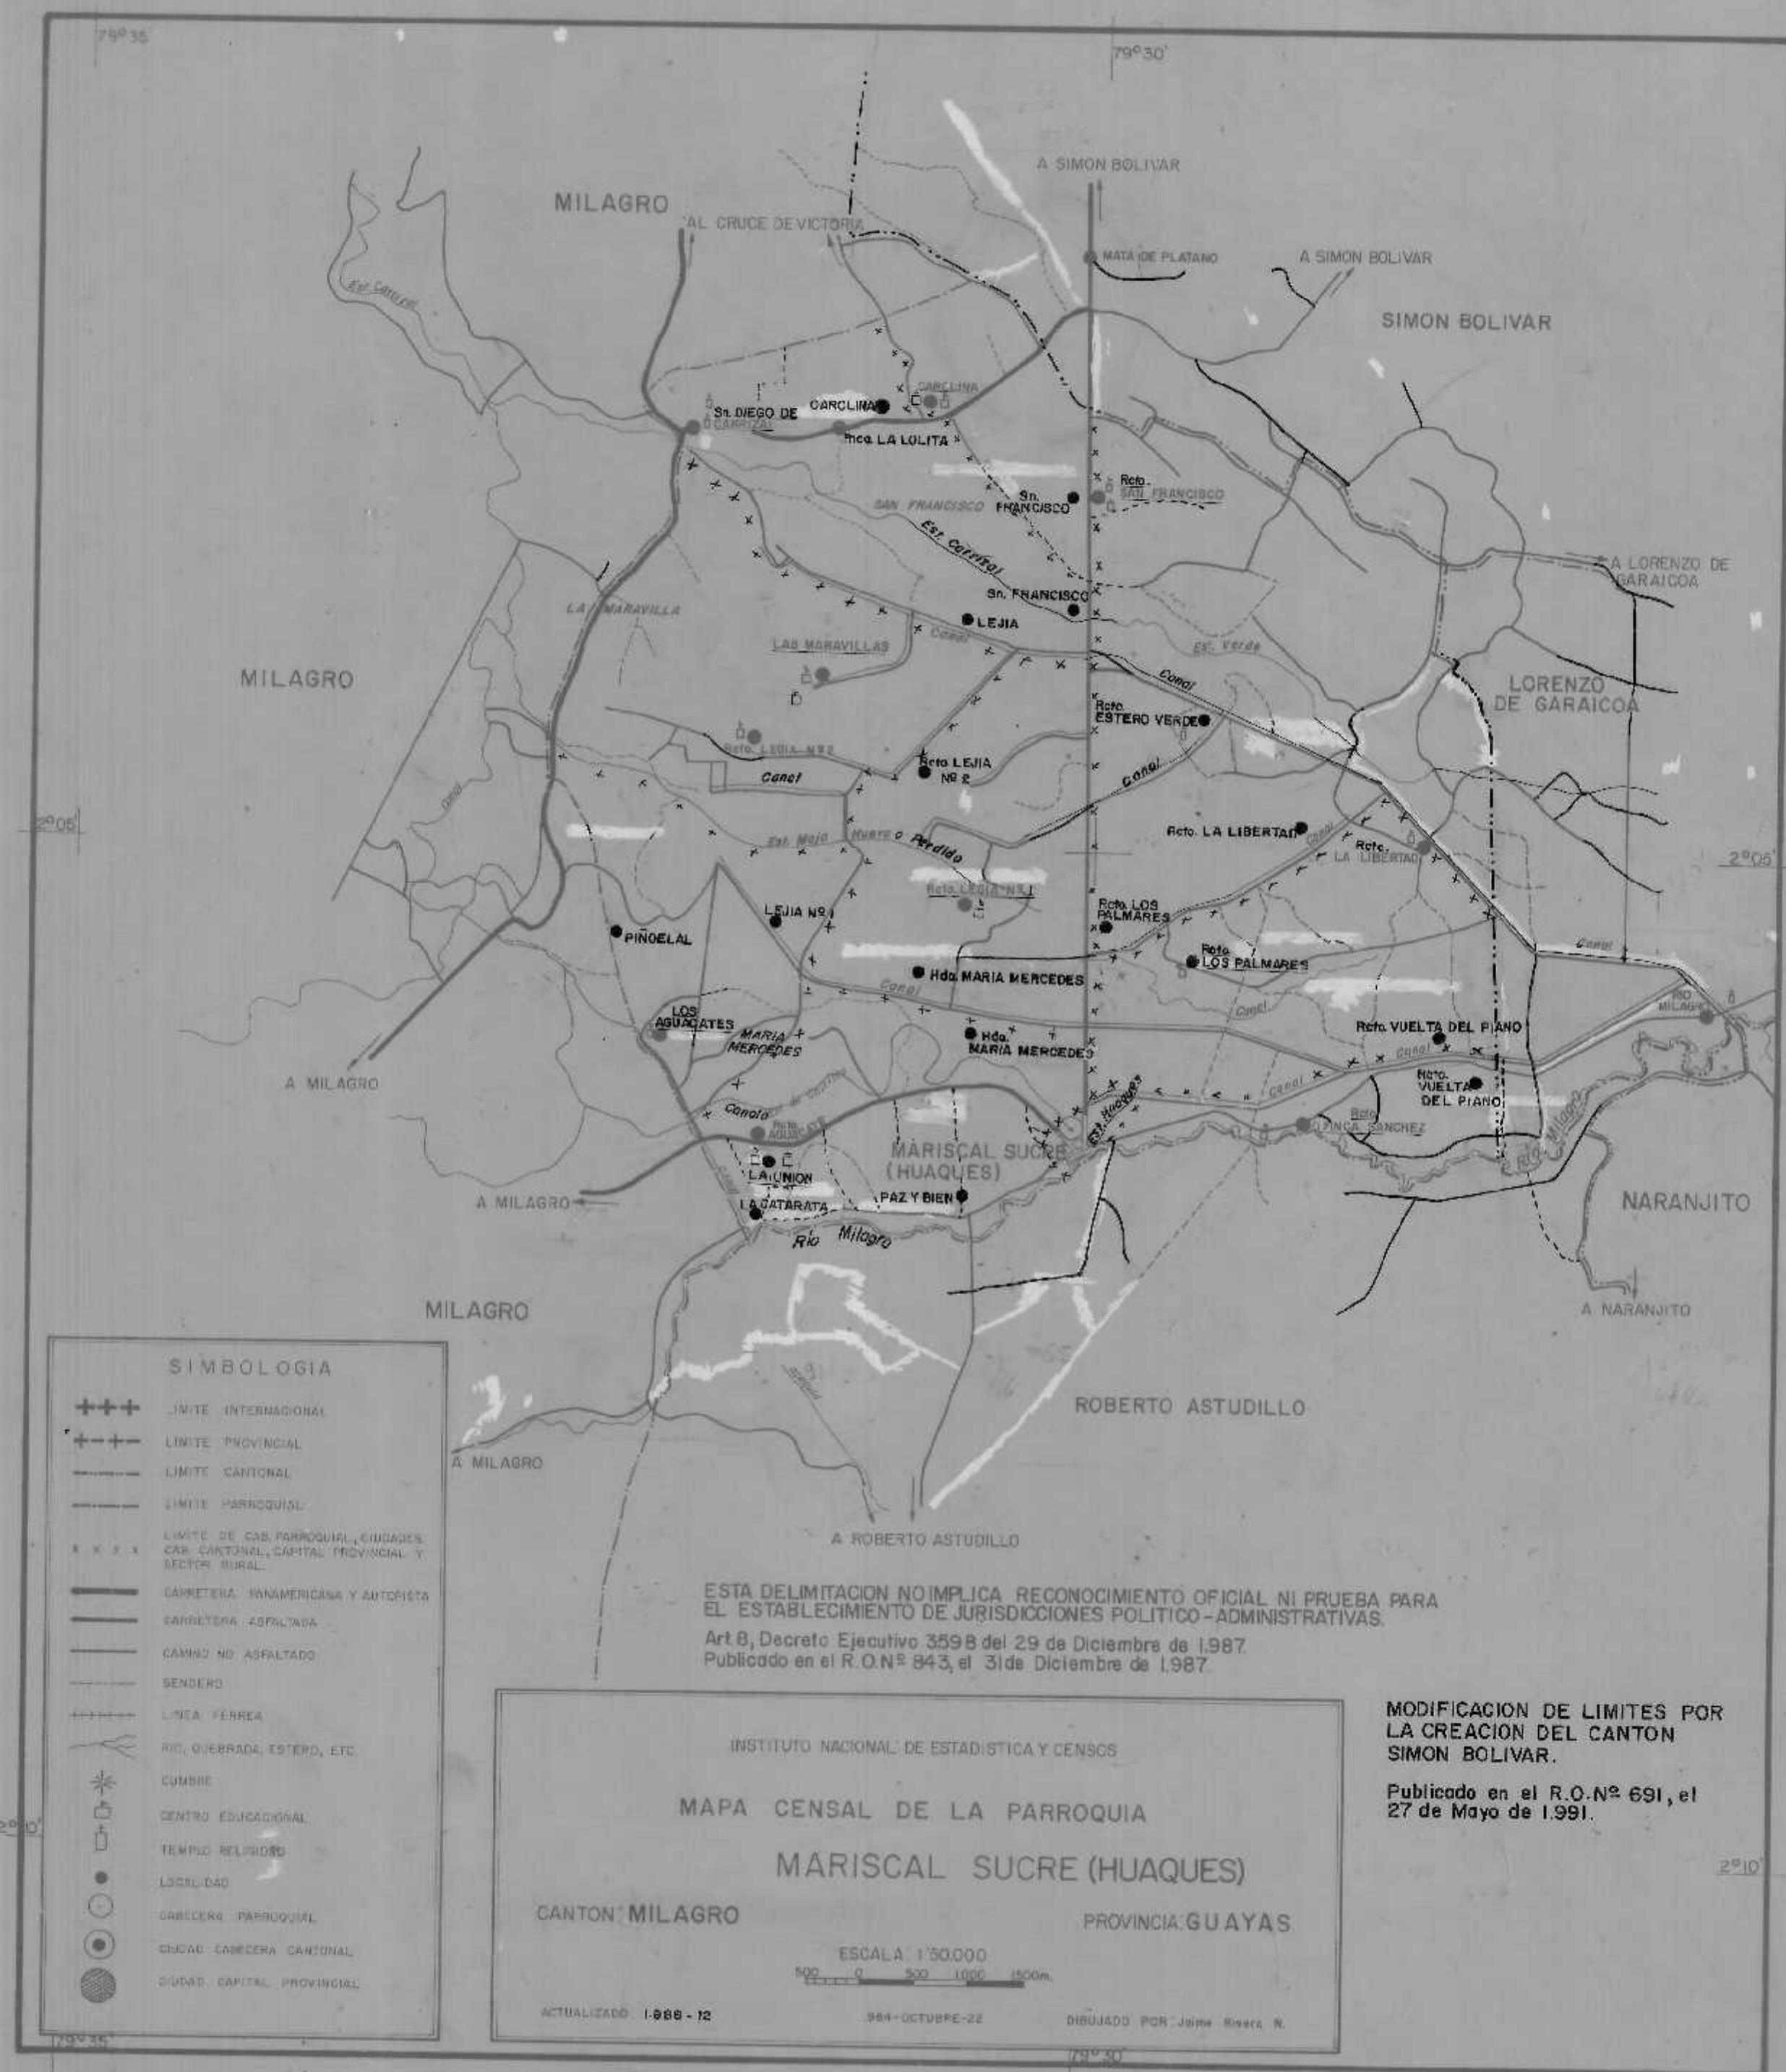 79°35'
79°30'
A SIMON BOLIVAR
MILAGRO
AL CRUCE DE VICTORIA
MATA DE PLATANO
A SIMON BOLIVAR
SIMON BOLIVAR
Est. Carrizal
CAROLINA
Sn. DIEGO DE
CARRIZAL
CAROLINA
Hcda. LA LOLITA
Sn.
FRANCISCO
Rcto.
SAN FRANCISCO
SAN FRANCISCO
Est. Carrizal
A LORENZO DE
GARAICOA
Sn. FRANCISCO
LA MARAVILLA
LEJIA
Canal
LAS MARAVILLAS
Est. Verde
MILAGRO
Canal
LORENZO
DE GARAICOA
Rcto.
ESTERO VERDE
Rcto. LEGIA Nº 2
Rcto. LEJIA
Nº 2
Canal
Canal
Canal
2°05'
Est. Mojo Huevo o Perdido
Rcto. LA LIBERTAD
Canal
Rcto.
LA LIBERTAD
2°05'
Rcto. LEGIA Nº 1
LEJIA Nº 1
Rcto. LOS
PALMARES
PIÑOELAL
Rcto.
LOS PALMARES
Canal
Hda. MARIA MERCEDES
Canal
RIO
MILAGRO
LOS
AGUACATES
MARIA
MERCEDES
Canal
Hda.
MARIA MERCEDES
Rcto. VUELTA DEL PIANO
Canal
A MILAGRO
Rcto.
VUELTA
DEL PIANO
Canal
Canal
Est. Huaques
Rcto.
AGUACATE
Rcto.
FINCA SANCHEZ
Río Milagro
MARISCAL SUCRE
(HUAQUES)
LA UNION
Canal
PAZ Y BIEN
A MILAGRO
LA CATARATA
NARANJITO
Río Milagro
MILAGRO
A NARANJITO
ROBERTO ASTUDILLO
A MILAGRO
A ROBERTO ASTUDILLO
SIMBOLOGIA
LIMITE INTERNACIONAL
LIMITE PROVINCIAL
LIMITE CANTONAL
LIMITE PARROQUIAL
LIMITE DE CAB. PARROQUIAL, CIUDADES
CAB. CANTONAL, CAPITAL PROVINCIAL Y
SECTOR RURAL.
CARRETERA PANAMERICANA Y AUTOPISTA
CARRETERA ASFALTADA
CAMINO NO ASFALTADO
SENDERO
LINEA FERREA
RIO, QUEBRADA, ESTERO, ETC.
CUMBRE
CENTRO EDUCACIONAL
TEMPLO RELIGIOSO
LOCALIDAD
CABECERA PARROQUIAL
CIUDAD CABECERA CANTONAL
CIUDAD CAPITAL PROVINCIAL
ESTA DELIMITACION NO IMPLICA RECONOCIMIENTO OFICIAL NI PRUEBA PARA
EL ESTABLECIMIENTO DE JURISDICCIONES POLITICO-ADMINISTRATIVAS.
Art. 8, Decreto Ejecutivo 3598 del 29 de Diciembre de 1.987.
Publicado en el R.O.Nº 843, el 31 de Diciembre de 1.987.
INSTITUTO NACIONAL DE ESTADISTICA Y CENSOS
MAPA CENSAL DE LA PARROQUIA
MARISCAL SUCRE (HUAQUES)
CANTON: MILAGRO
PROVINCIA: GUAYAS
ESCALA 1:50.000
500 0 500 1000 1500m.
ACTUALIZADO 1.988-12
984-OCTUBRE-22
DIBUJADO POR: Jaime Rivera N.
MODIFICACION DE LIMITES POR
LA CREACION DEL CANTON
SIMON BOLIVAR.
Publicado en el R.O.Nº 691, el
27 de Mayo de 1.991.
2°10'
2°10'
79°35'
79°30'